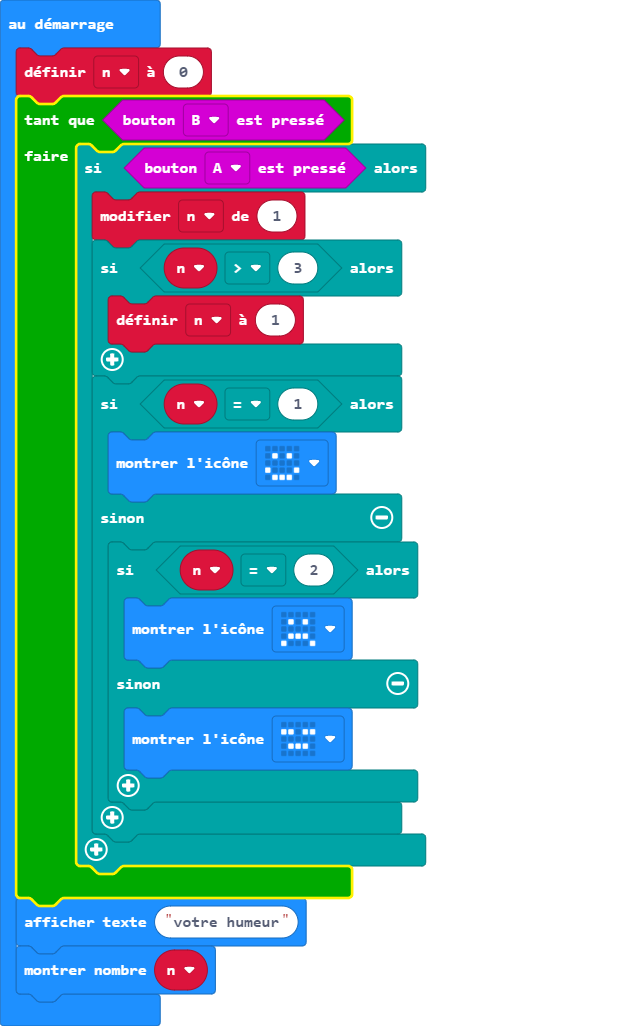 au démarrage
définir n à 0
tant que bouton B est pressé
faire
si bouton A est pressé alors
modifier n de 1
si n > 3 alors
définir n à 1
si n = 1 alors
montrer l'icône
sinon
si n = 2 alors
montrer l'icône
sinon
montrer l'icône
afficher texte "votre humeur"
montrer nombre n